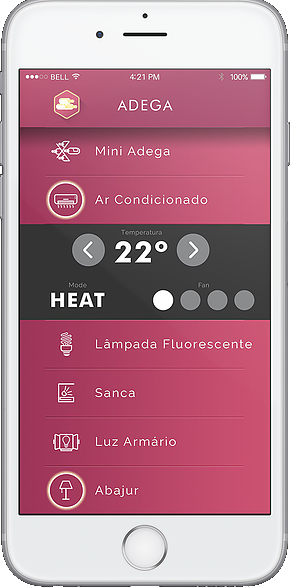 BELL 4:21 PM 100%
ADEGA
Mini Adega
Ar Condicionado
Temperatura
22°
Mode Fan
HEAT
Lâmpada Fluorescente
Sanca
Luz Armário
Abajur